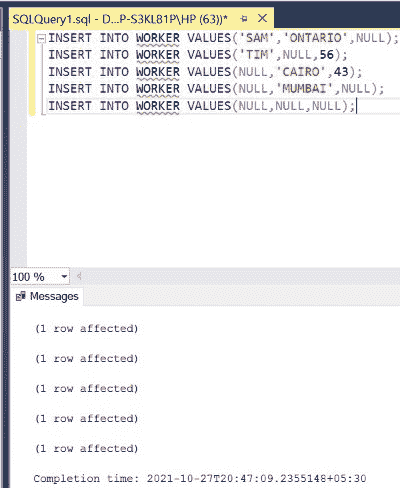 SQLQuery1.sql - D...P-S3KLB1P\HP (63))*
INSERT INTO WORKER VALUES('SAM','ONTARIO',NULL);
INSERT INTO WORKER VALUES('TIM',NULL,56);
INSERT INTO WORKER VALUES(NULL,'CAIRO',43);
INSERT INTO WORKER VALUES(NULL,'MUMBAI',NULL);
INSERT INTO WORKER VALUES(NULL,NULL,NULL);
100 %
Messages
(1 row affected)
(1 row affected)
(1 row affected)
(1 row affected)
(1 row affected)
Completion time: 2021-10-27T20:47:09.2355148+05:30